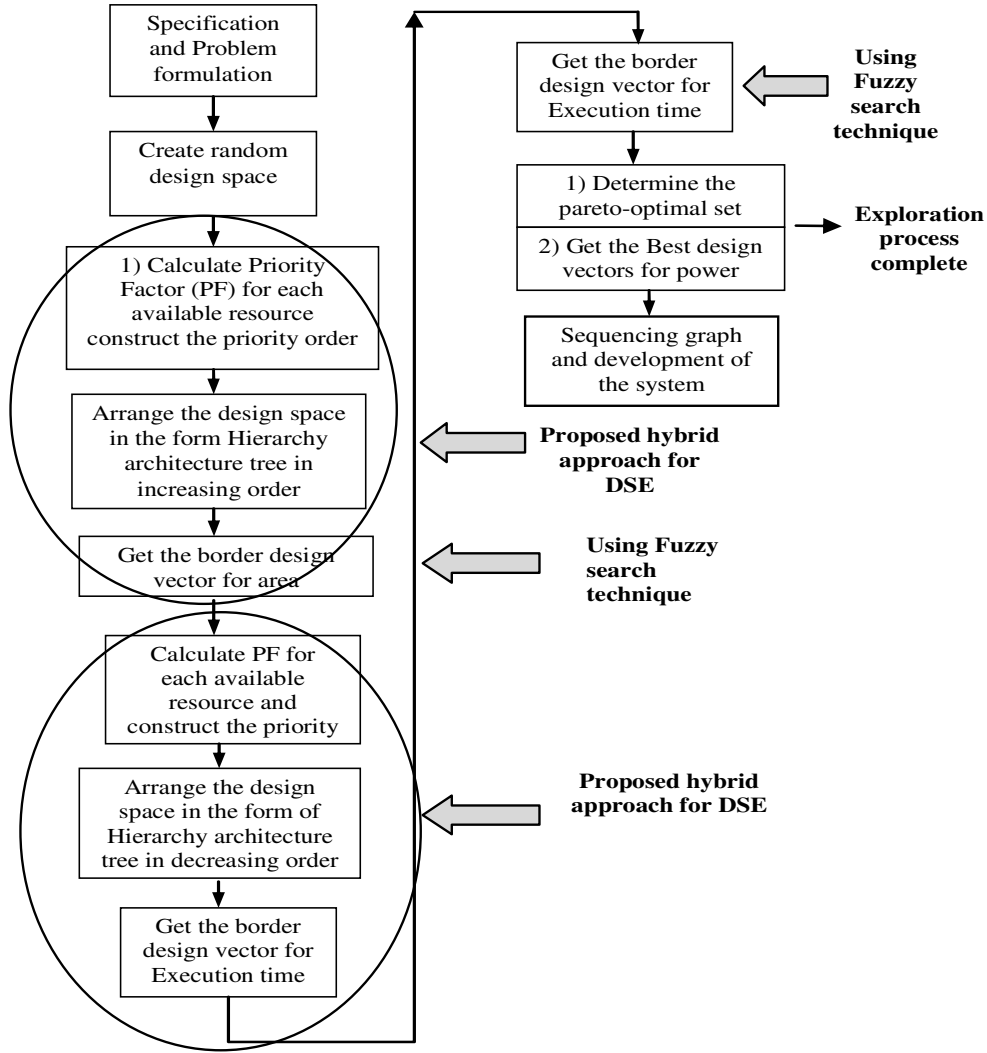 Specification
and Problem
formulation
Create random
design space
1) Calculate Priority
Factor (PF) for each
available resource
construct the priority order
Arrange the design space
in the form Hierarchy
architecture tree in
increasing order
Proposed hybrid
approach for
DSE
Get the border design
vector for area
Using Fuzzy
search
technique
Calculate PF for
each available
resource and
construct the priority
Arrange the design
space in the form of
Hierarchy architecture
tree in decreasing order
Proposed hybrid
approach for DSE
Get the border
design vector for
Execution time
Get the border
design vector for
Execution time
Using
Fuzzy
search
technique
1) Determine the
pareto-optimal set
2) Get the Best design
vectors for power
Exploration
process
complete
Sequencing graph
and development of
the system